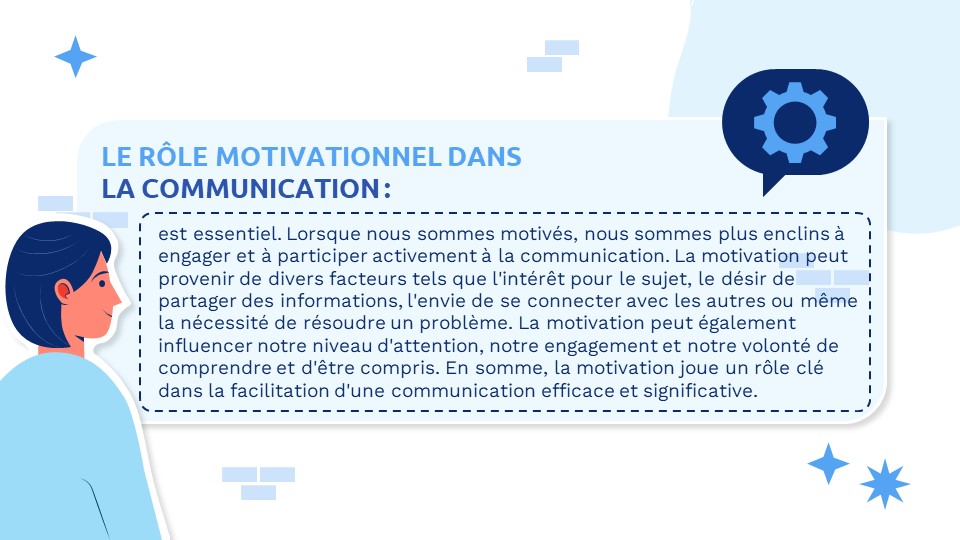 LE RÔLE MOTIVATIONNEL DANS
LA COMMUNICATION :
est essentiel. Lorsque nous sommes motivés, nous sommes plus enclins à
engager et à participer activement à la communication. La motivation peut
provenir de divers facteurs tels que l'intérêt pour le sujet, le désir de
partager des informations, l'envie de se connecter avec les autres ou même
la nécessité de résoudre un problème. La motivation peut également
influencer notre niveau d'attention, notre engagement et notre volonté de
comprendre et d'être compris. En somme, la motivation joue un rôle clé
dans la facilitation d'une communication efficace et significative.